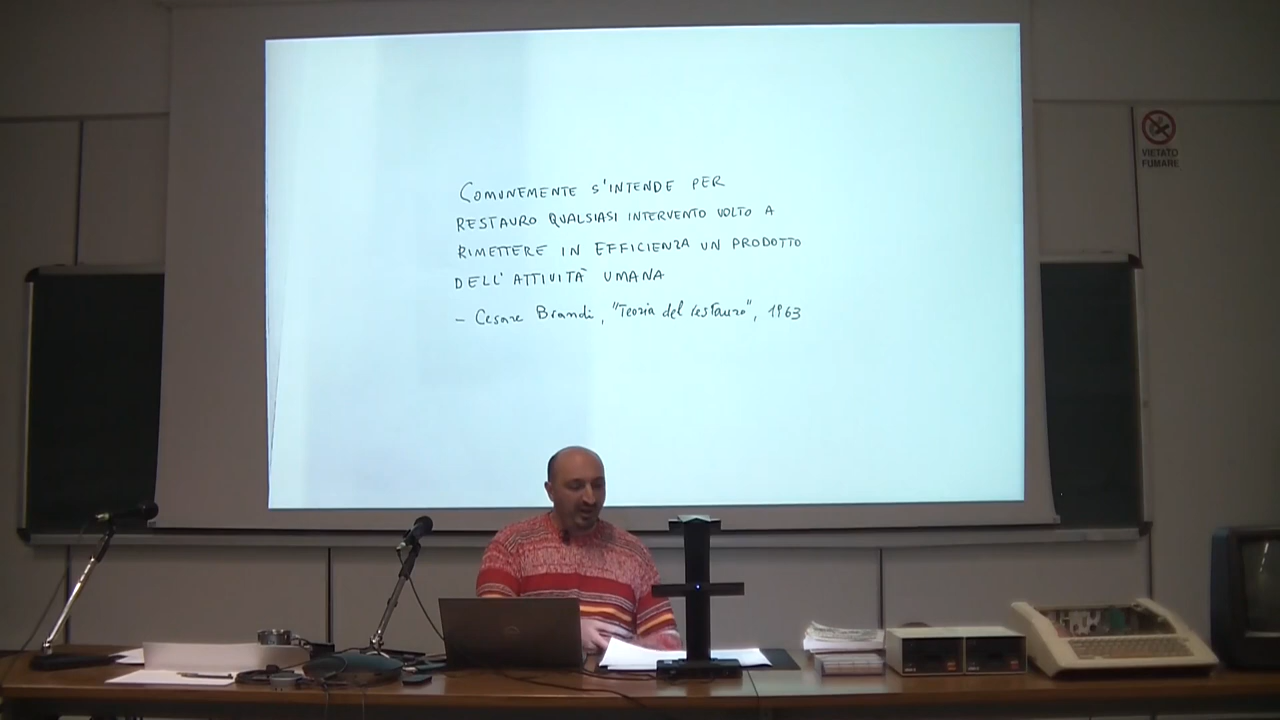 COMUNEMENTE S'INTENDE PER
RESTAURO QUALSIASI INTERVENTO VOLTO A
RIMETTERE IN EFFICIENZA UN PRODOTTO
DELL'ATTIVITÀ UMANA
– Cesare Brandi, "Teoria del restauro", 1963
VIETATO
FUMARE